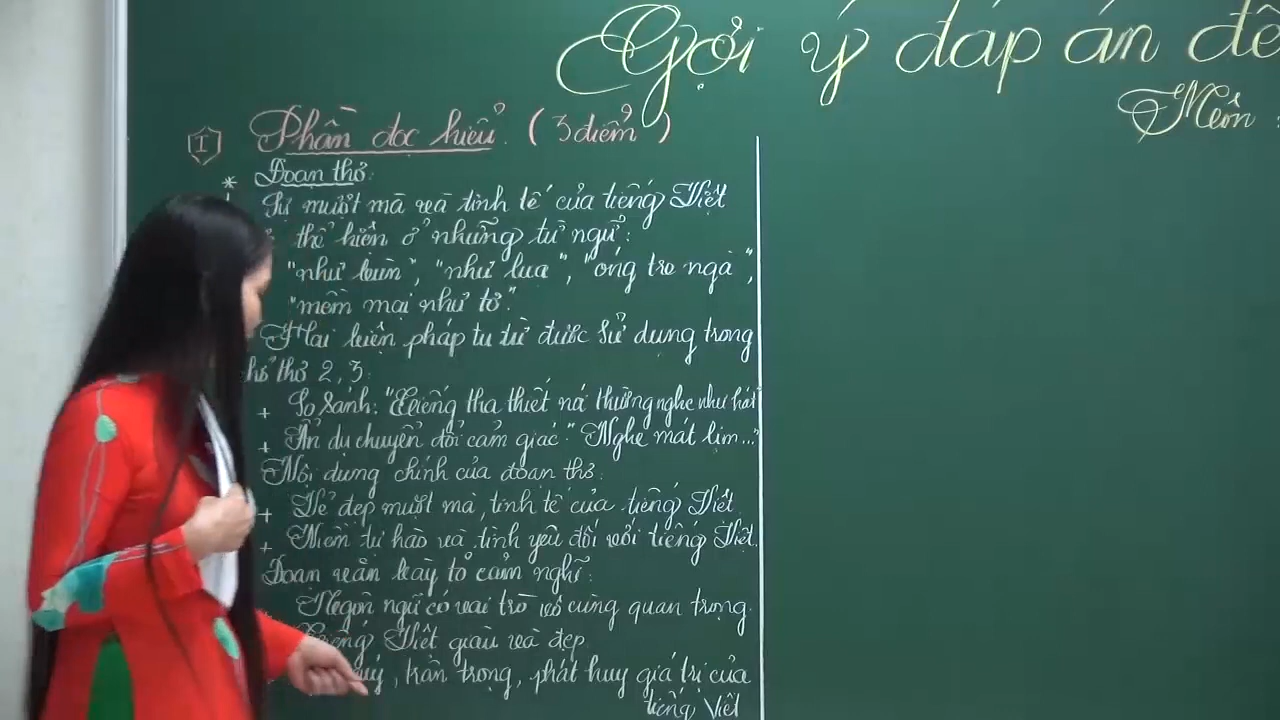 Gợi ý đáp án đề
Môn :
I Phần đọc hiểu. (3 điểm)
* Đoạn thơ:
Sự mượt mà và tinh tế của tiếng Việt
thể hiện ở những từ ngữ:
"như bùn", "như lụa", "óng tre ngà",
"mềm mại như tơ".
Hai biện pháp tu từ được sử dụng trong
thơ 2, 3:
+ So sánh: "Tiếng tha thiết nói thường nghe như hát"
+ Ẩn dụ chuyển đổi cảm giác: "Nghe mát lịm..."
Nội dung chính của đoạn thơ:
+ Vẻ đẹp mượt mà, tinh tế của tiếng Việt.
+ Niềm tự hào và tình yêu đối với tiếng Việt.
Đoạn văn bày tỏ cảm nghĩ:
Ngôn ngữ có vai trò vô cùng quan trọng.
Tiếng Việt giàu và đẹp.
quý, trân trọng, phát huy giá trị của
tiếng Việt